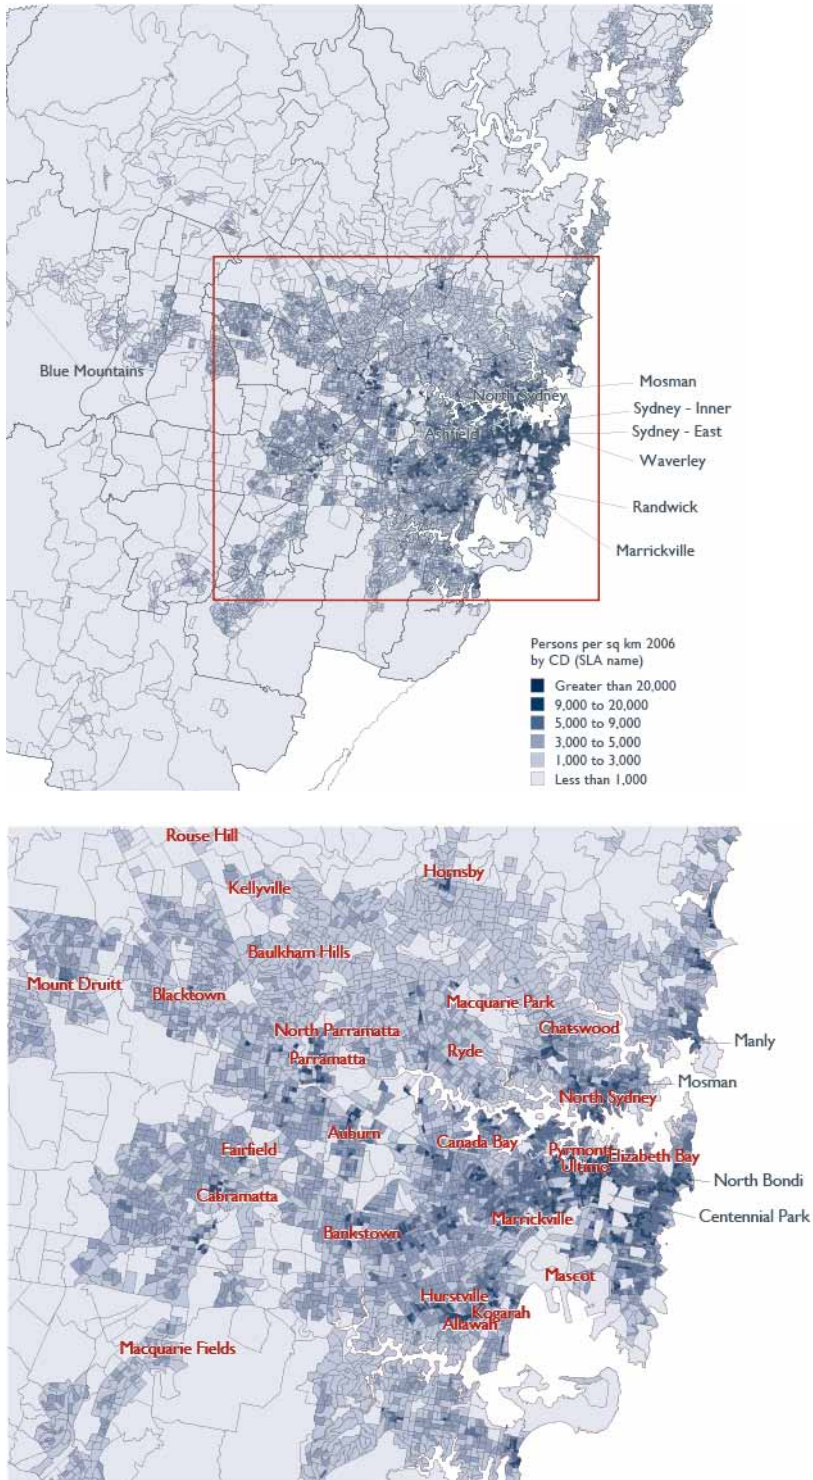 Blue Mountains
North Sydney
Ashfield
Mosman
Sydney - Inner
Sydney - East
Waverley
Randwick
Marrickville
Persons per sq km 2006
by CD (SLA name)
Greater than 20,000
9,000 to 20,000
5,000 to 9,000
3,000 to 5,000
1,000 to 3,000
Less than 1,000
Rouse Hill
Hornsby
Kellyville
Baulkham Hills
Mount Druitt
Blacktown
Macquarie Park
North Parramatta
Chatswood
Parramatta
Ryde
Manly
Mosman
North Sydney
Auburn
Canada Bay
Fairfield
Pyrmont
Elizabeth Bay
Ultimo
North Bondi
Cabramatta
Centennial Park
Marrickville
Bankstown
Mascot
Hurstville
Kogarah
Allawah
Macquarie Fields